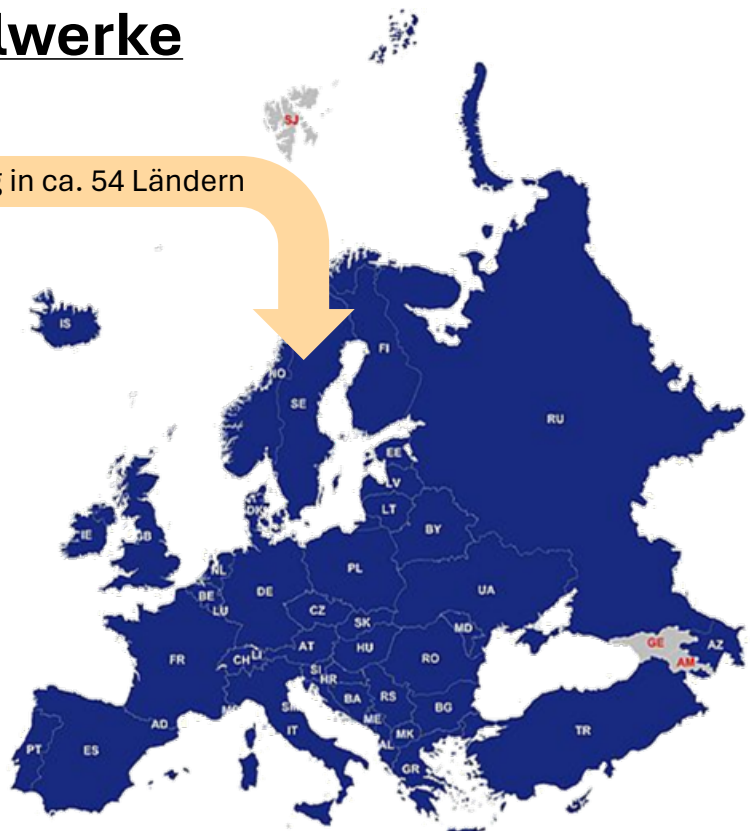 lwerke
g in ca. 54 Ländern
SJ
IS
FI
NO
SE
RU
EE
LV
LT
DK
BY
IE
GB
NL
PL
BE
DE
UA
LU
CZ
SK
MD
AT
HU
GE
AZ
FR
CH
LI
RO
AM
SI
HR
BA
RS
MC
SM
BG
AD
ME
IT
MK
TR
PT
ES
AL
GR